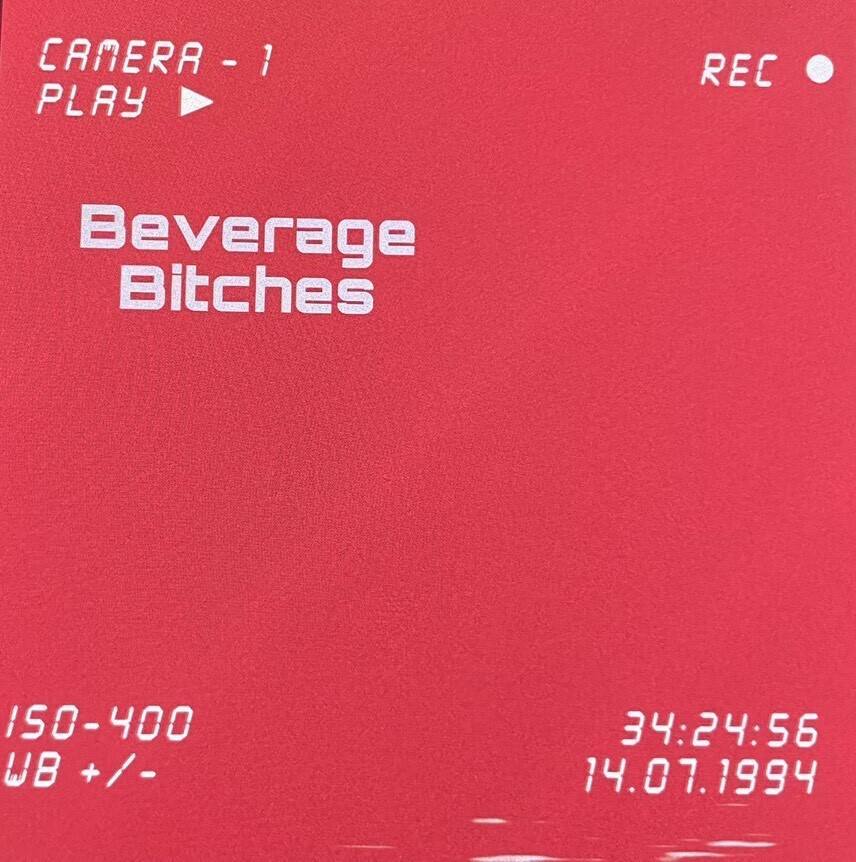 CAMERA - 1
PLAY
REC
Beverage
Bitches
ISO-400
WB +/-
34:24:56
14.07.1994